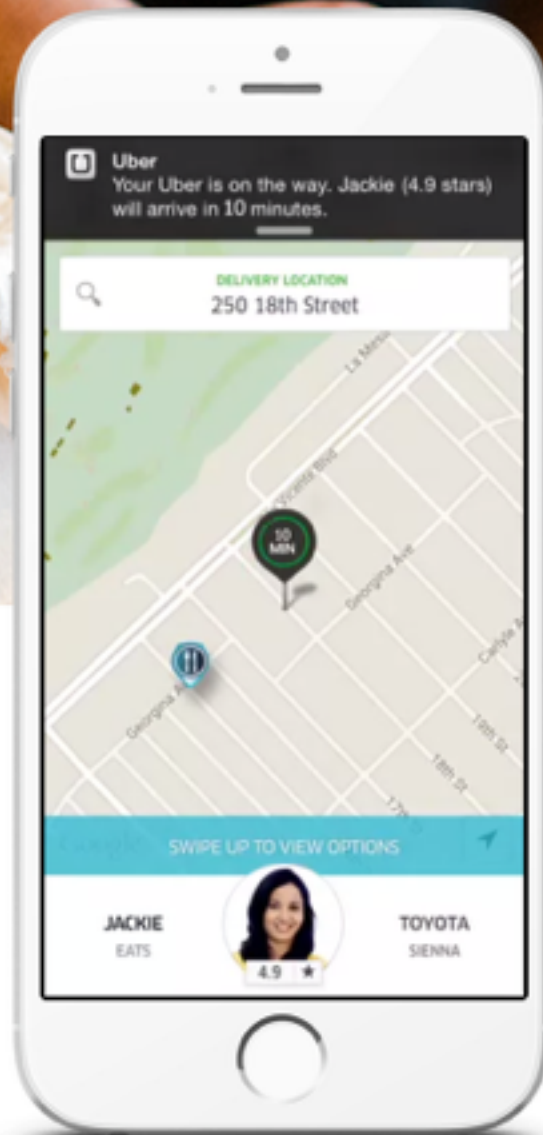 Uber
Your Uber is on the way. Jackie (4.9 stars)
will arrive in 10 minutes.
DELIVERY LOCATION
250 18th Street
La Mesa
Vicente Blvd
10
MIN
Georgina Ave
Carlyle A
Georgina A
19th St
18th St
17th St
Google
SWIPE UP TO VIEW OPTIONS
JACKIE
EATS
TOYOTA
SIENNA
4.9